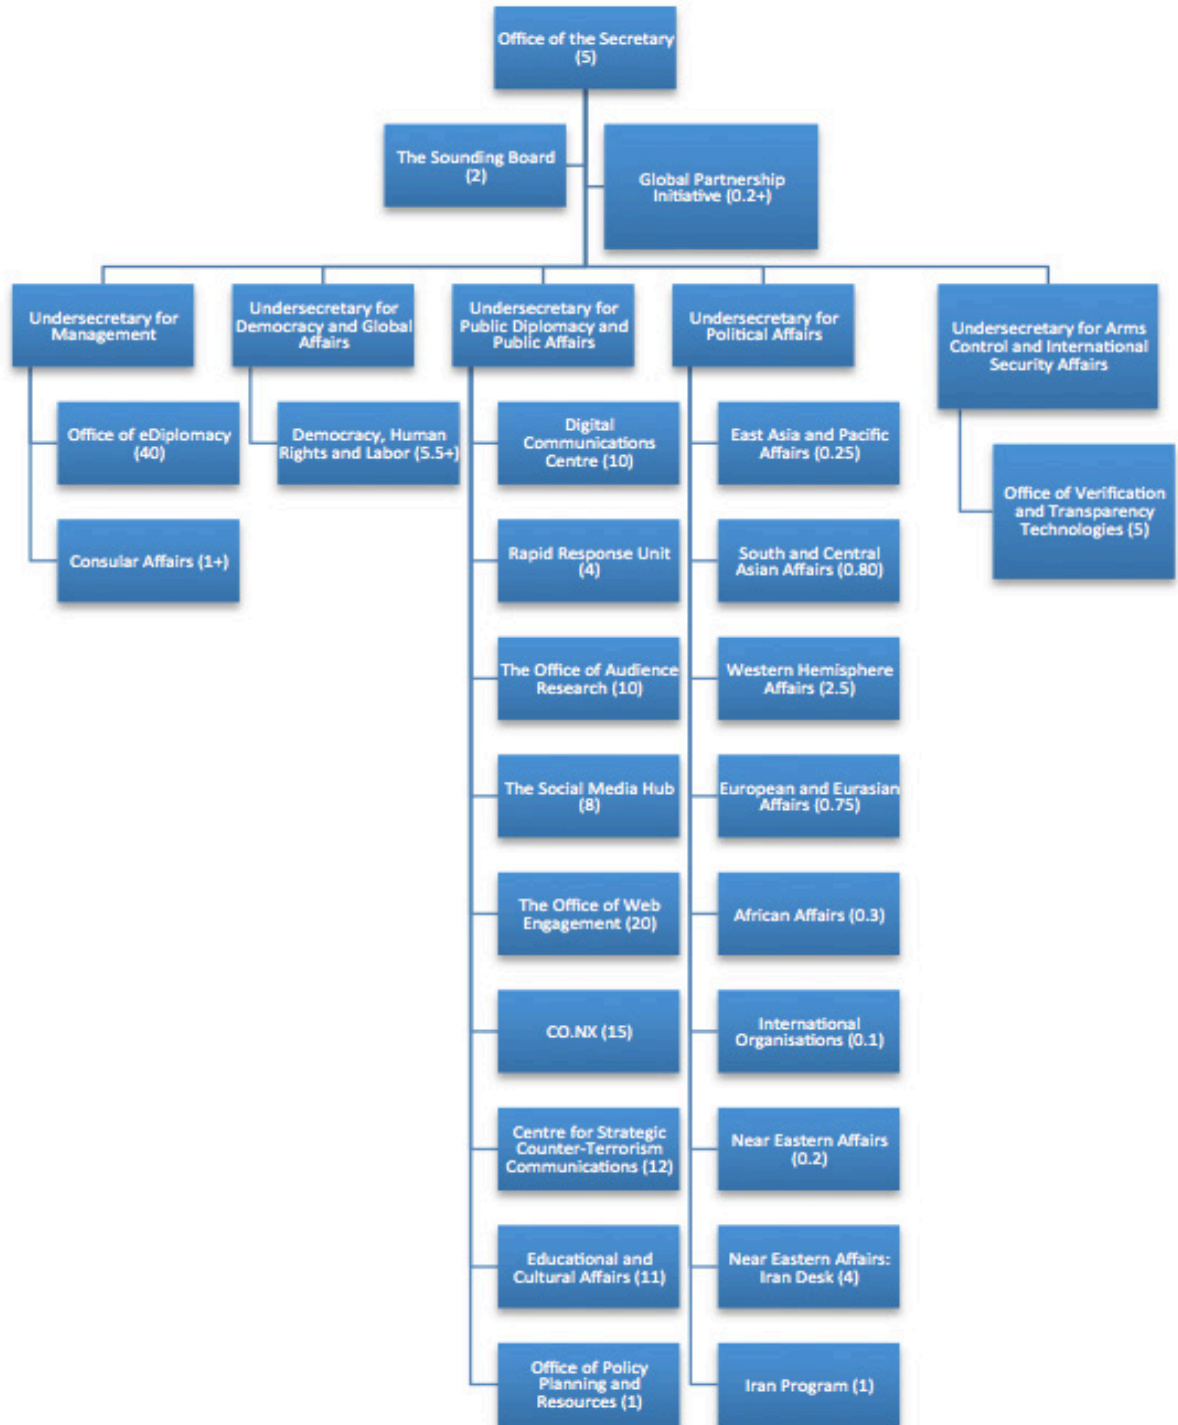 Office of the Secretary
(5)
The Sounding Board
(2)
Global Partnership
Initiative (0.2+)
Undersecretary for
Management
Undersecretary for
Democracy and Global
Affairs
Undersecretary for
Public Diplomacy and
Public Affairs
Undersecretary for
Political Affairs
Undersecretary for Arms
Control and International
Security Affairs
Office of eDiplomacy
(40)
Consular Affairs (1+)
Democracy, Human
Rights and Labor (5.5+)
Digital
Communications
Centre (10)
Rapid Response Unit
(4)
The Office of Audience
Research (10)
The Social Media Hub
(8)
The Office of Web
Engagement (20)
CO.NX (15)
Centre for Strategic
Counter-Terrorism
Communications (12)
Educational and
Cultural Affairs (11)
Office of Policy
Planning and
Resources (1)
East Asia and Pacific
Affairs (0.25)
South and Central
Asian Affairs (0.80)
Western Hemisphere
Affairs (2.5)
European and Eurasian
Affairs (0.75)
African Affairs (0.3)
International
Organisations (0.1)
Near Eastern Affairs
(0.2)
Near Eastern Affairs:
Iran Desk (4)
Iran Program (1)
Office of Verification
and Transparency
Technologies (5)